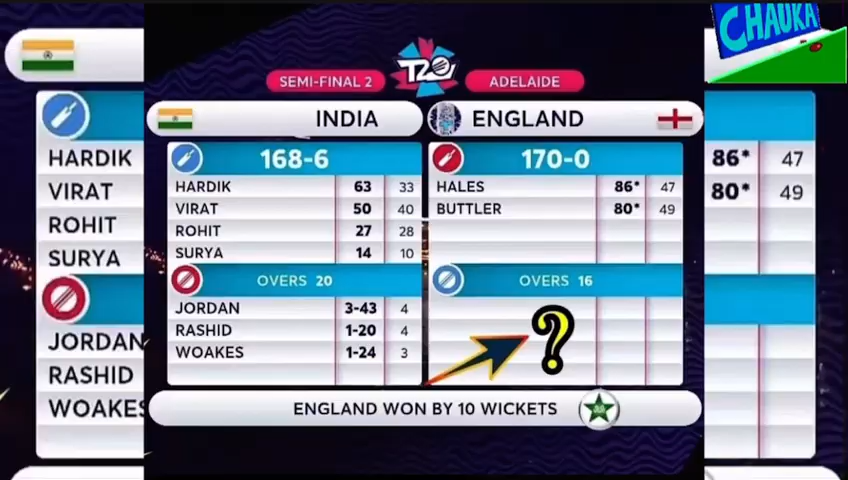 CHAUKA
T20
SEMI-FINAL 2
ADELAIDE
INDIA
ENGLAND
168-6
170-0
HARDIK 63 33
HALES 86* 47
VIRAT 50 40
BUTTLER 80* 49
ROHIT 27 28
SURYA 14 10
OVERS 20
OVERS 16
JORDAN 3-43 4
RASHID 1-20 4
WOAKES 1-24 3
?
ENGLAND WON BY 10 WICKETS
HARDIK
VIRAT
ROHIT
SURYA
JORDAN
RASHID
WOAKES
86* 47
80* 49